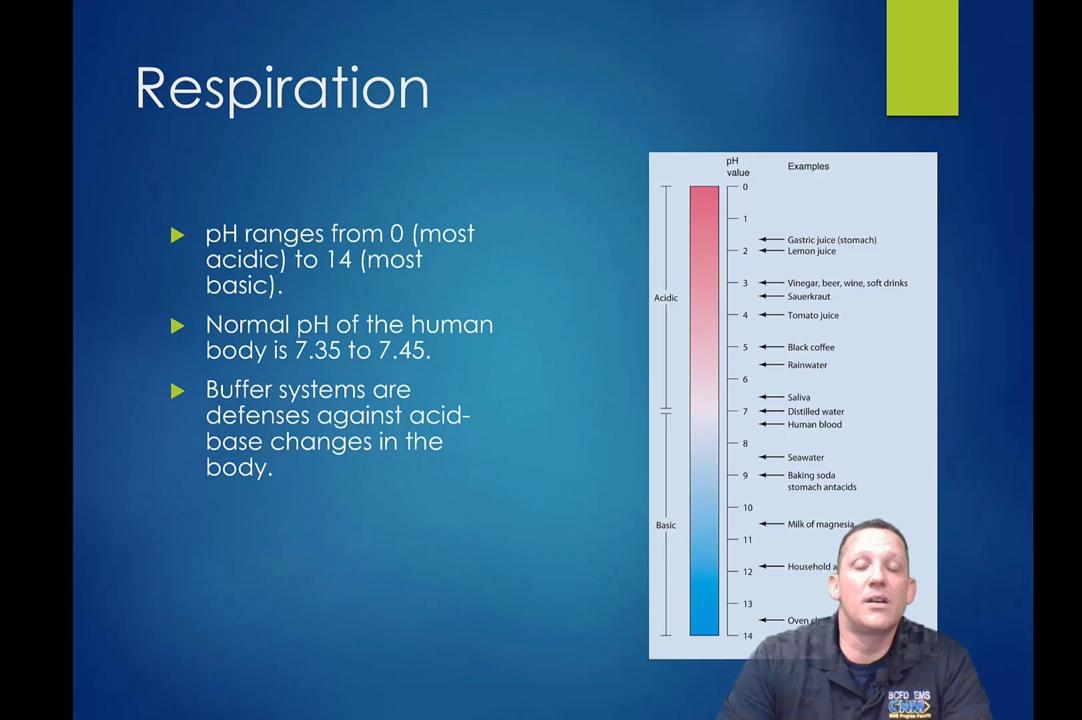 Respiration
pH ranges from 0 (most
acidic) to 14 (most
basic).
Normal pH of the human
body is 7.35 to 7.45.
Buffer systems are
defenses against acid-
base changes in the
body.
pH
value
Examples
0
1
Gastric juice (stomach)
2
Lemon juice
3
Vinegar, beer, wine, soft drinks
Acidic
Sauerkraut
4
Tomato juice
5
Black coffee
Rainwater
6
Saliva
7
Distilled water
Human blood
8
Seawater
9
Baking soda
stomach antacids
10
Basic
Milk of magnesia
11
Household
12
13
Oven
14
BCFD EMS
CNM